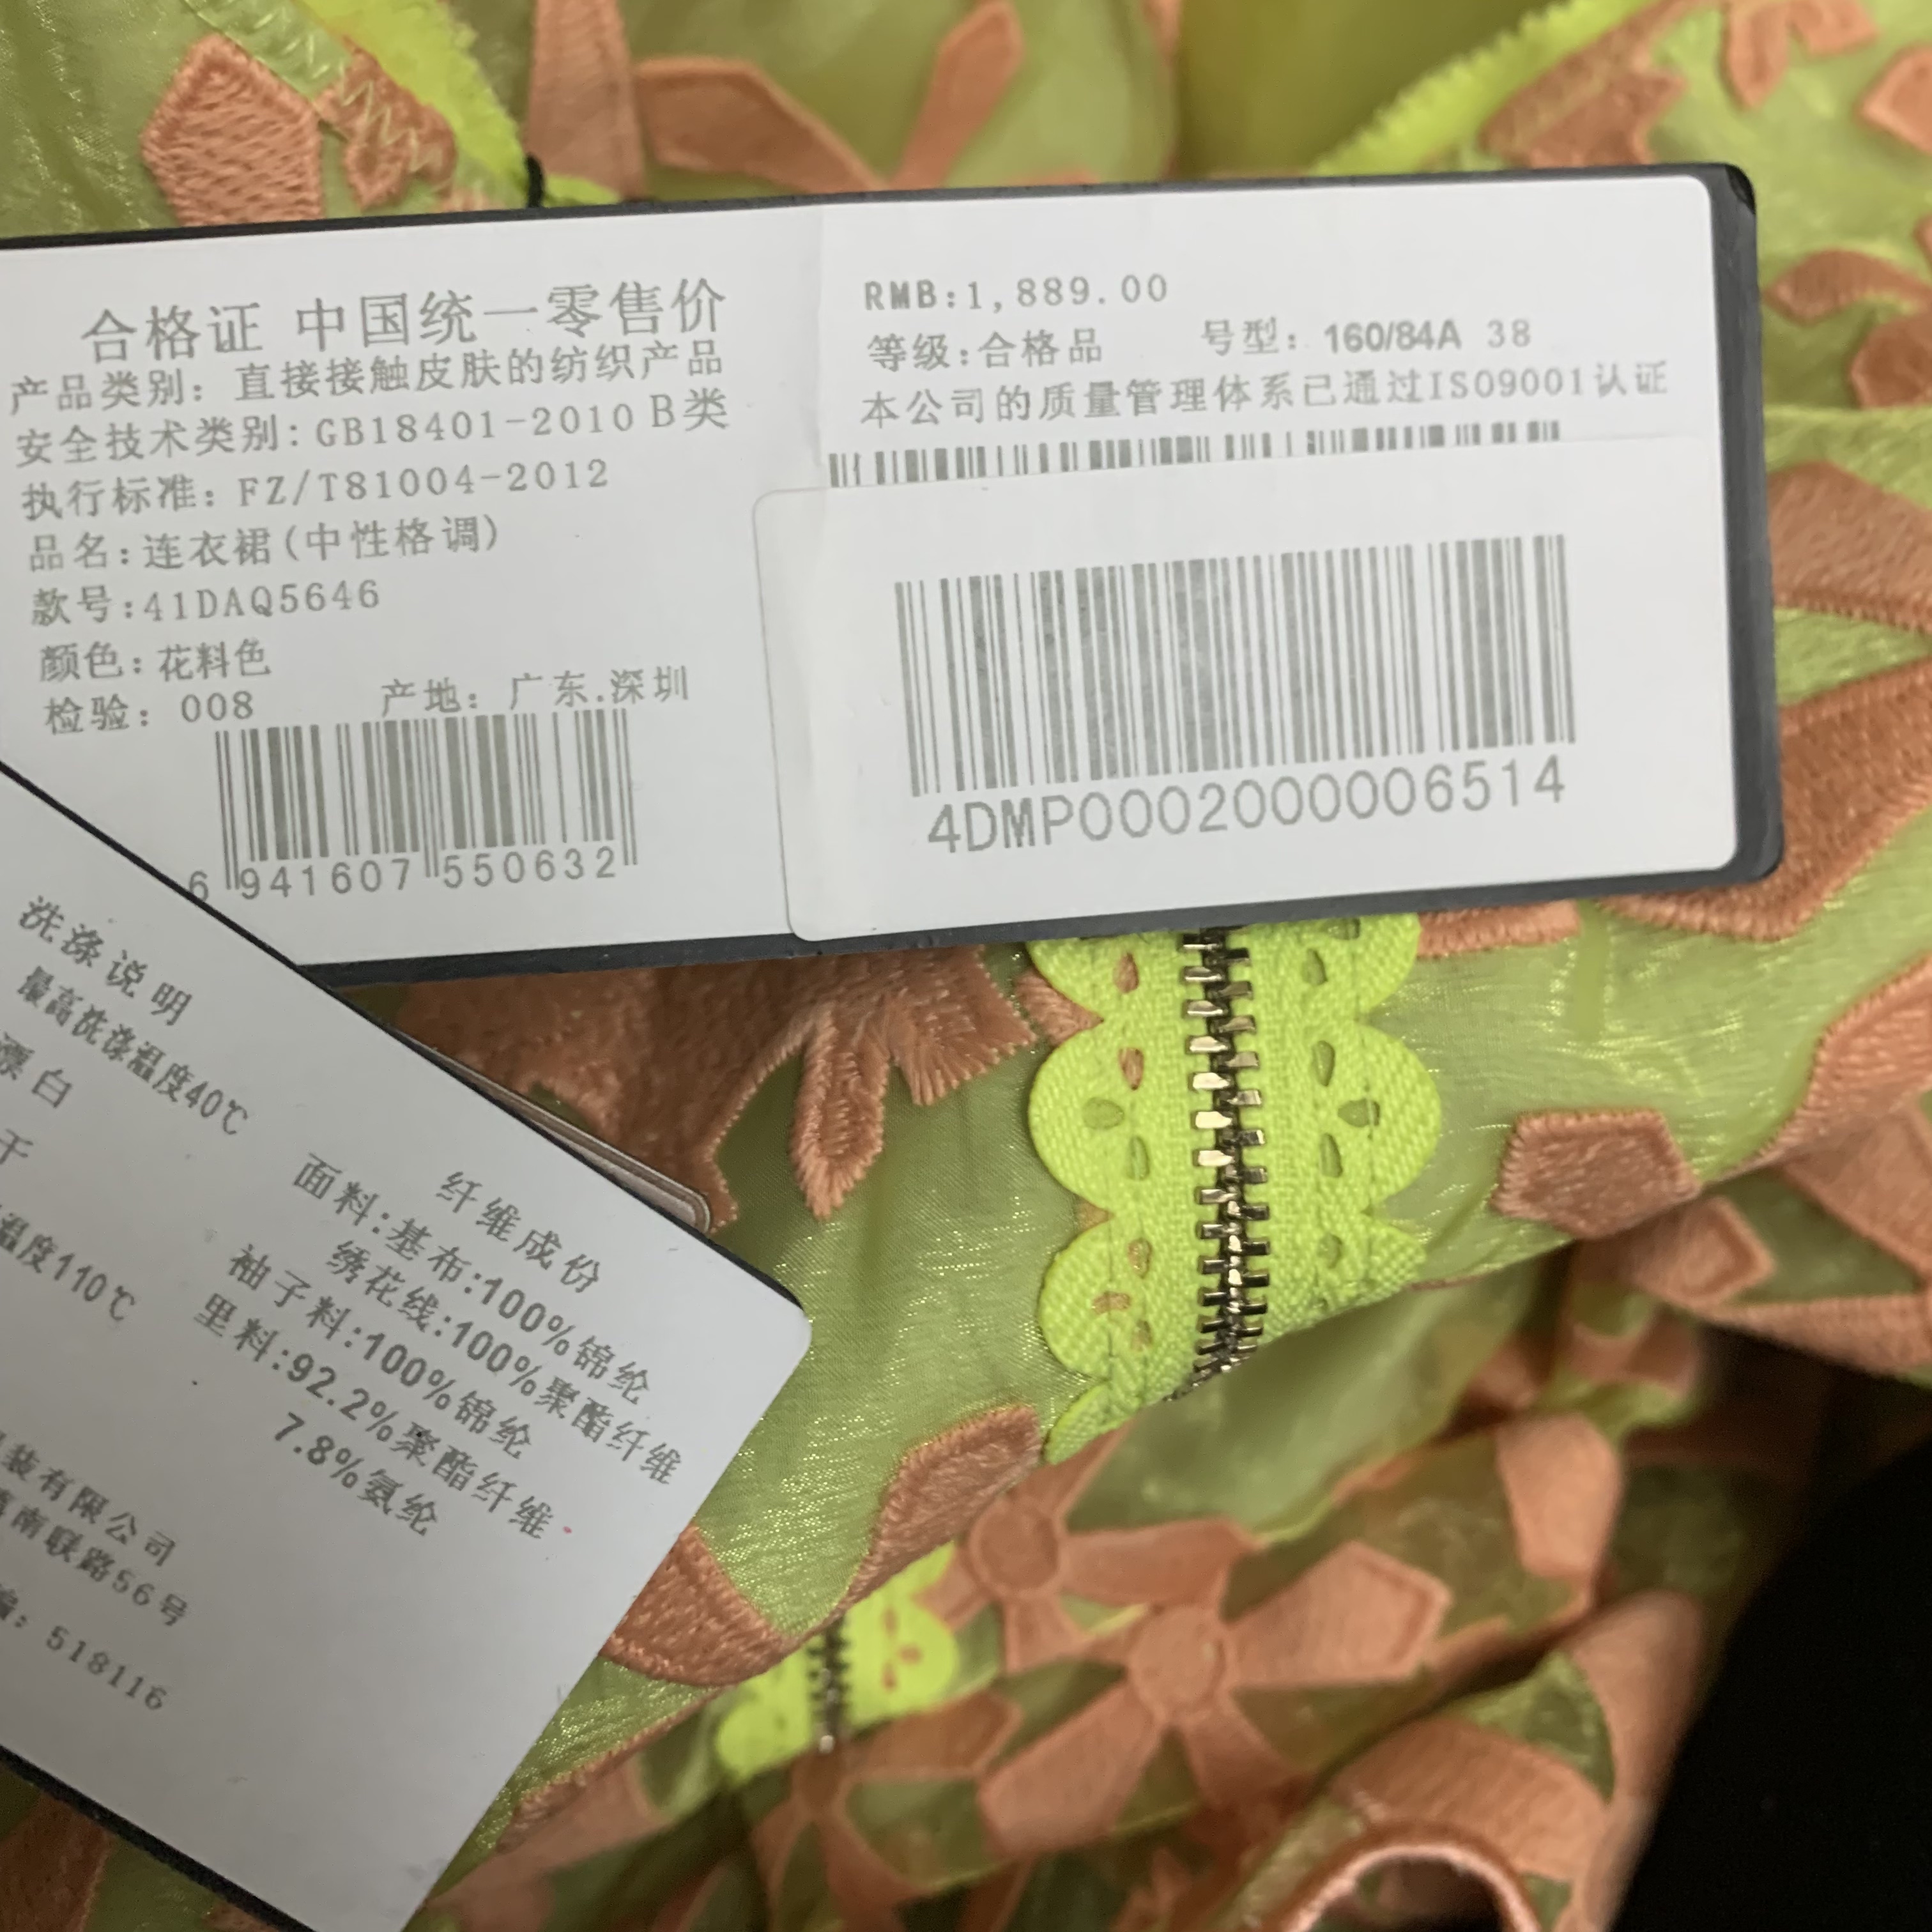 合格证 中国统一零售价
产品类别：直接接触皮肤的纺织产品
安全技术类别：GB18401-2010 B类
执行标准：FZ/T81004-2012
品名：连衣裙(中性格调)
款号：41DAQ5646
颜色：花料色
检验：008 产地：广东.深圳
6 941607 550632
RMB:1,889.00
等级：合格品 号型：160/84A 38
本公司的质量管理体系已通过ISO9001认证
4DMP0002000006514
洗涤说明
最高洗涤温度40℃
漂白
干
温度110℃
纤维成份
面料：基布：100%锦纶
绣花线：100%聚酯纤维
袖子料：100%锦纶
里料：92.2%聚酯纤维
7.8%氨纶
装有限公司
南联路56号
编：518116